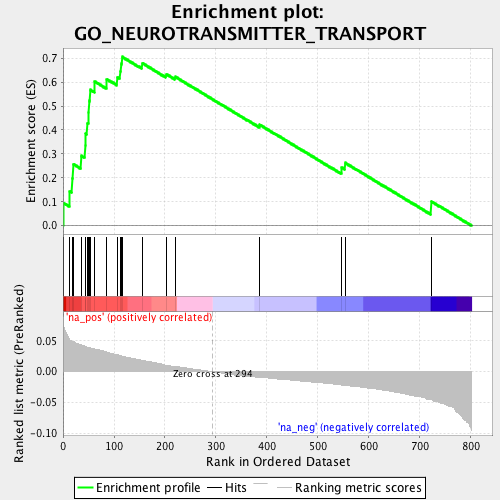 Enrichment plot:
GO_NEUROTRANSMITTER_TRANSPORT
Enrichment score (ES)
0.7
0.6
0.5
0.4
0.3
0.2
0.1
0.0
'na_pos' (positively correlated)
Ranked list metric (PreRanked)
0.05
0.00
-0.05
-0.10
Zero cross at 294
'na_neg' (negatively correlated)
0 100 200 300 400 500 600 700 800
Rank in Ordered Dataset
Enrichment profile Hits Ranking metric scores